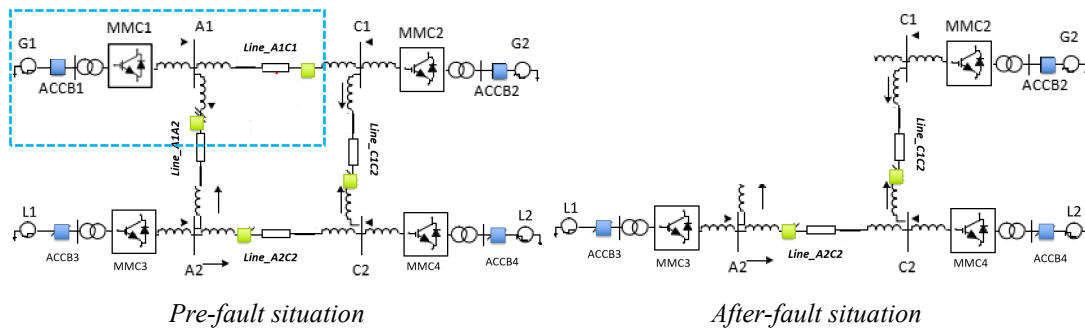 A1
C1
G1
MMC1
Line_A1C1
MMC2
G2
ACCB1
ACCB2
Line_A1A2
Line_C1C2
L1
L2
ACCB3
MMC3
A2
Line_A2C2
C2
MMC4
ACCB4
Pre-fault situation
C1
MMC2
G2
ACCB2
Line_C1C2
L1
L2
ACCB3
MMC3
A2
Line_A2C2
C2
MMC4
ACCB4
After-fault situation